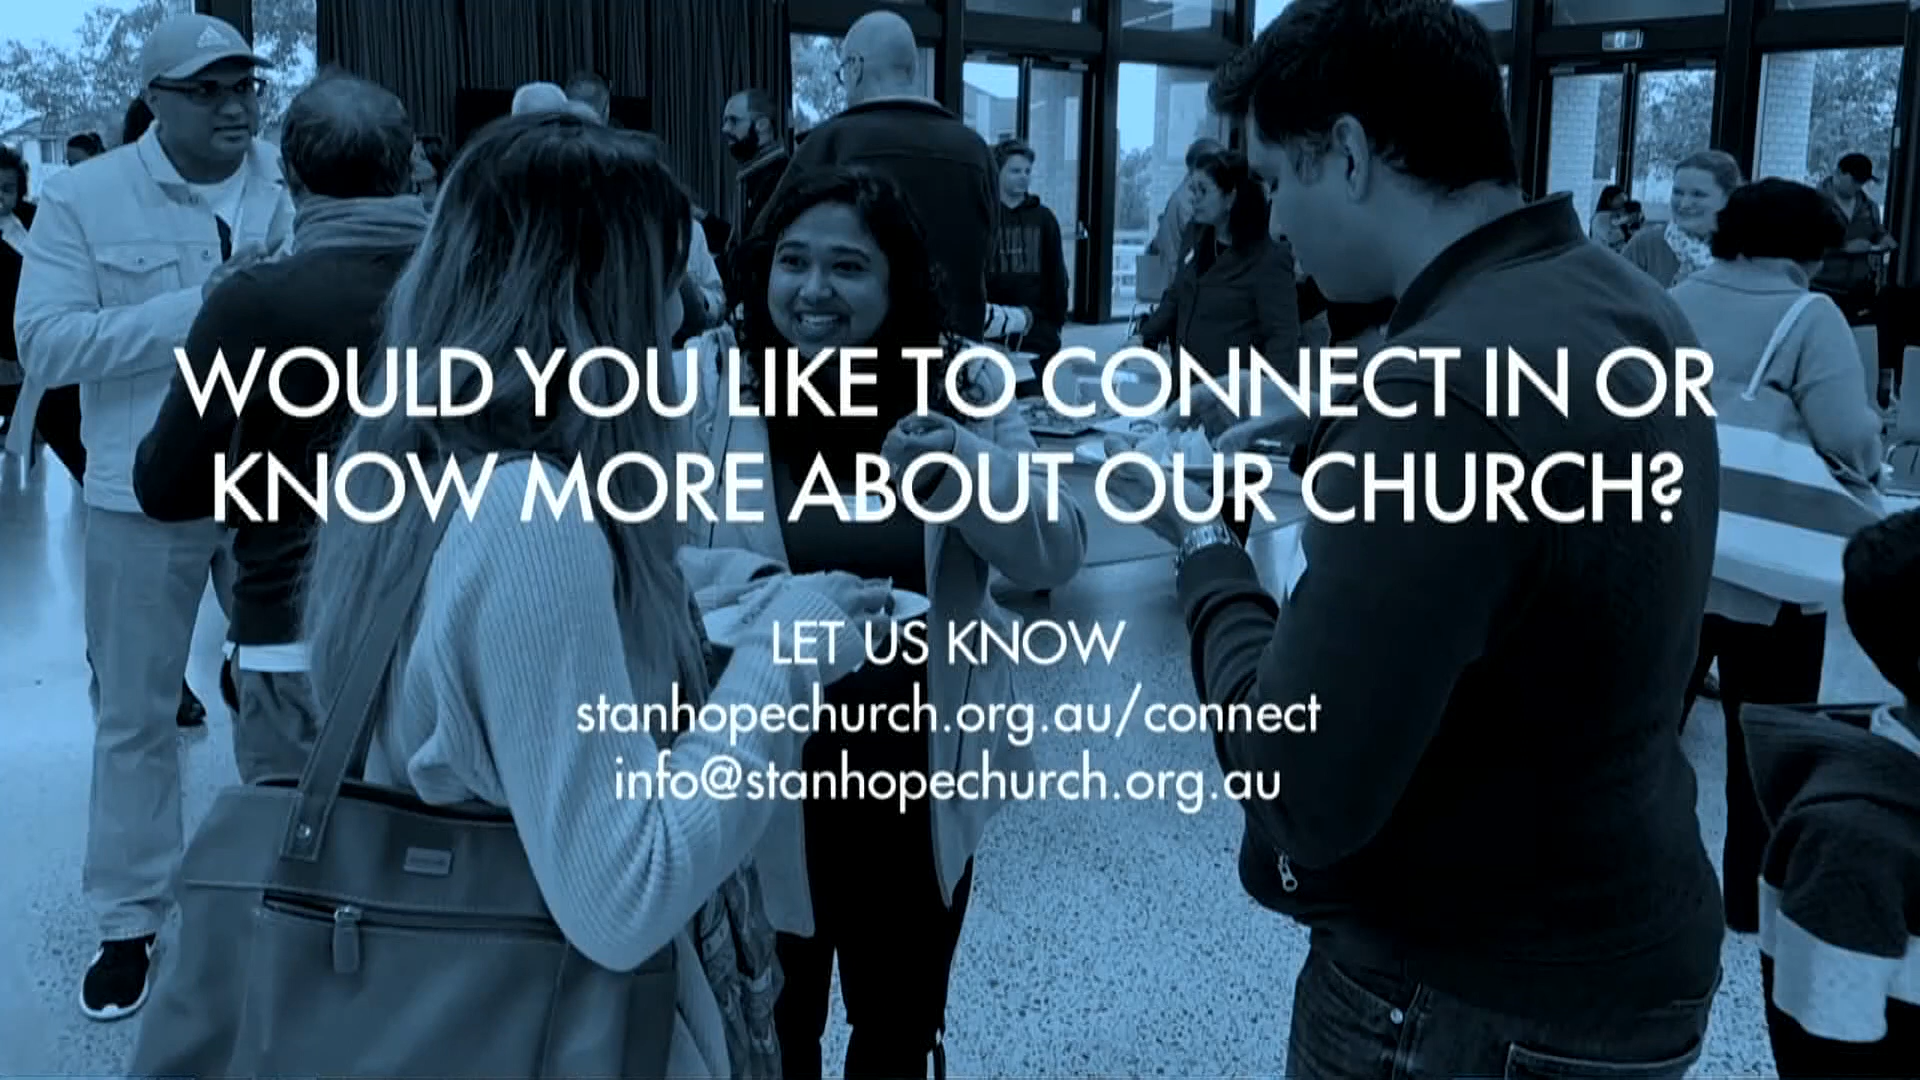 WOULD YOU LIKE TO CONNECT IN OR
KNOW MORE ABOUT OUR CHURCH?
LET US KNOW
stanhopechurch.org.au/connect
info@stanhopechurch.org.au